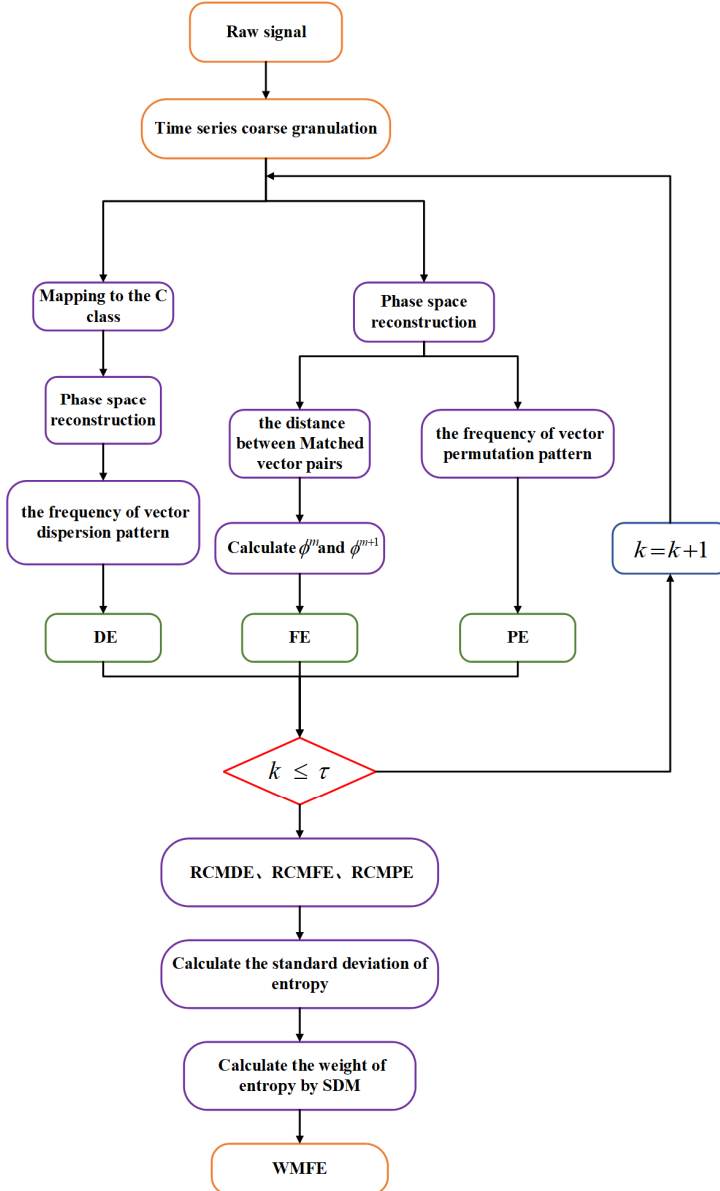 Raw signal
Time series coarse granulation
Mapping to the C
class
Phase space
reconstruction
Phase space
reconstruction
the distance
between Matched
vector pairs
the frequency of vector
permutation pattern
the frequency of vector
dispersion pattern
Calculate ϕ^m and ϕ^{m+1}
k=k+1
DE
FE
PE
k ≤ τ
RCMDE、RCMFE、RCMPE
Calculate the standard deviation of
entropy
Calculate the weight of
entropy by SDM
WMFE